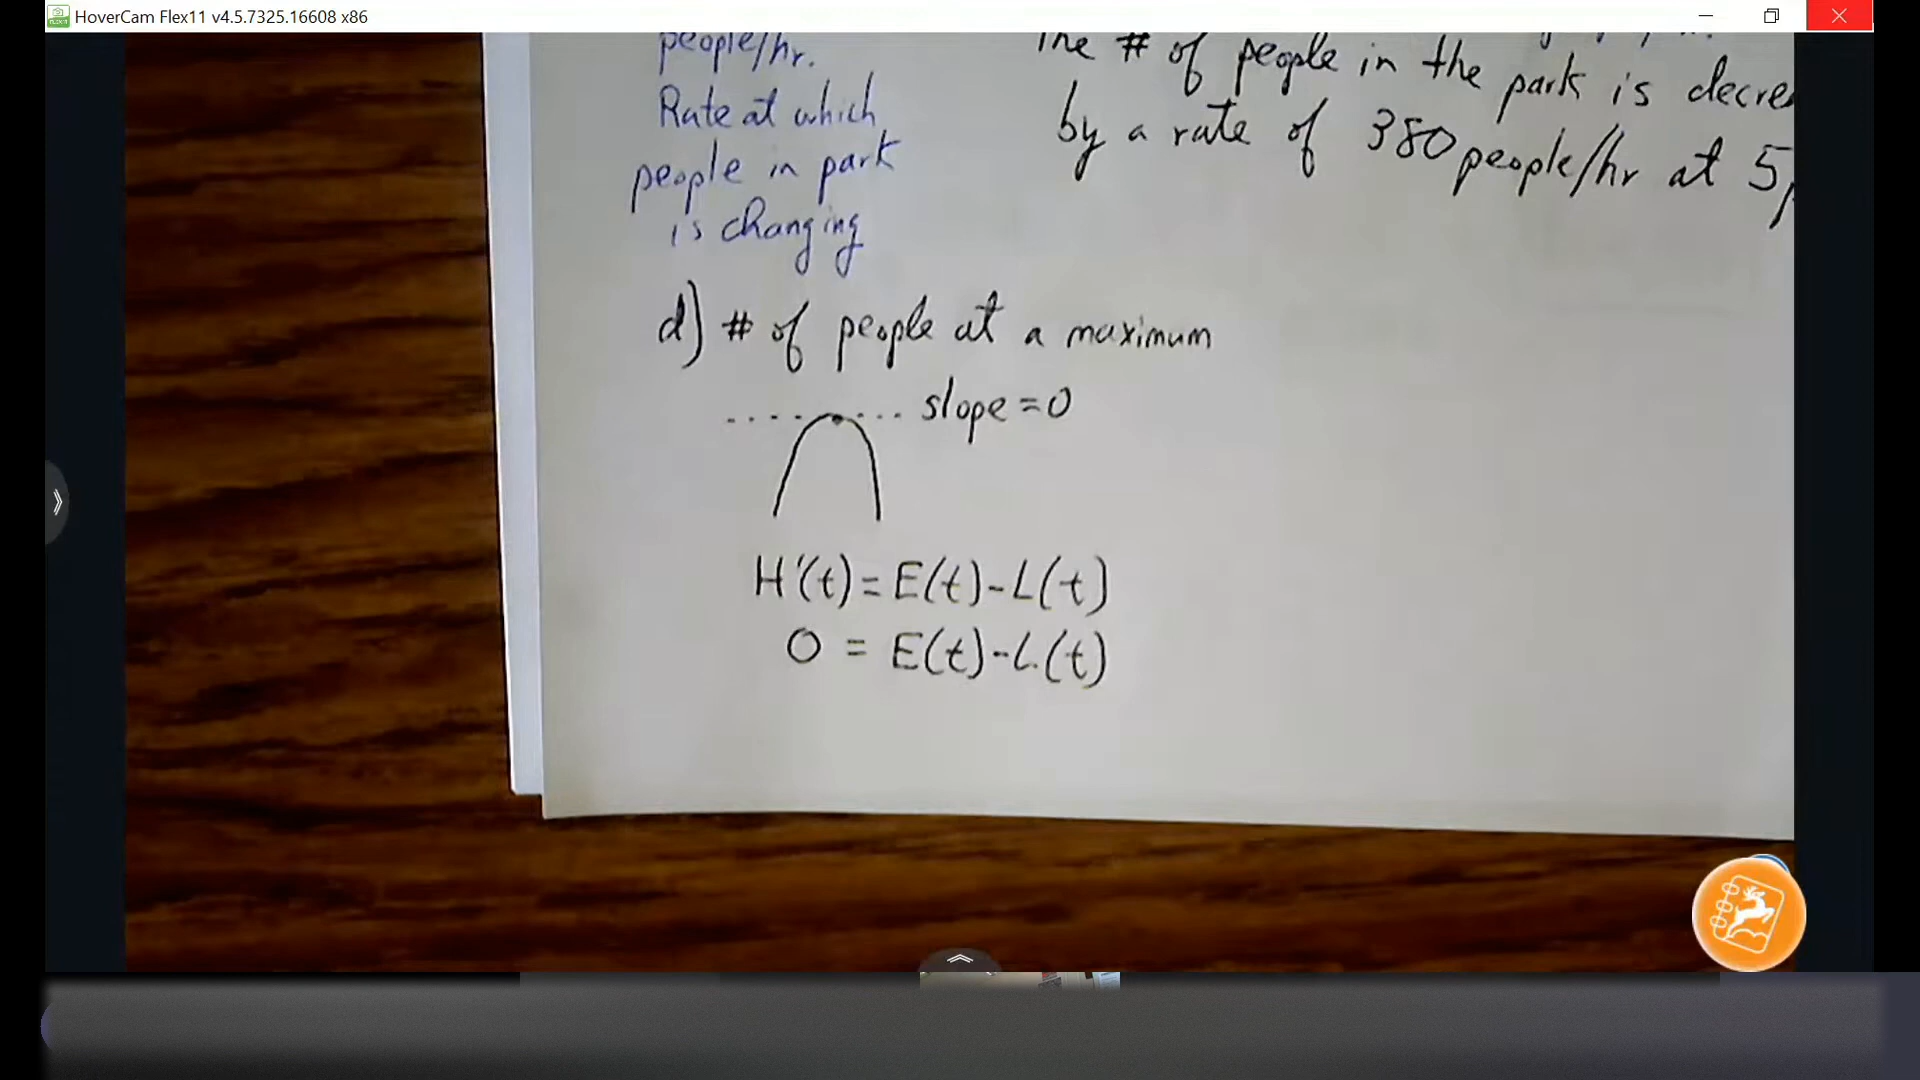 HoverCam Flex11 v4.5.7325.16608 x86
people/hr.
Rate at which
people in park
is changing
The # of people in the park is decre
by a rate of 380 people/hr at 5p
d) # of people at a maximum
slope = 0
H'(t) = E(t) - L(t)
0 = E(t) - L(t)